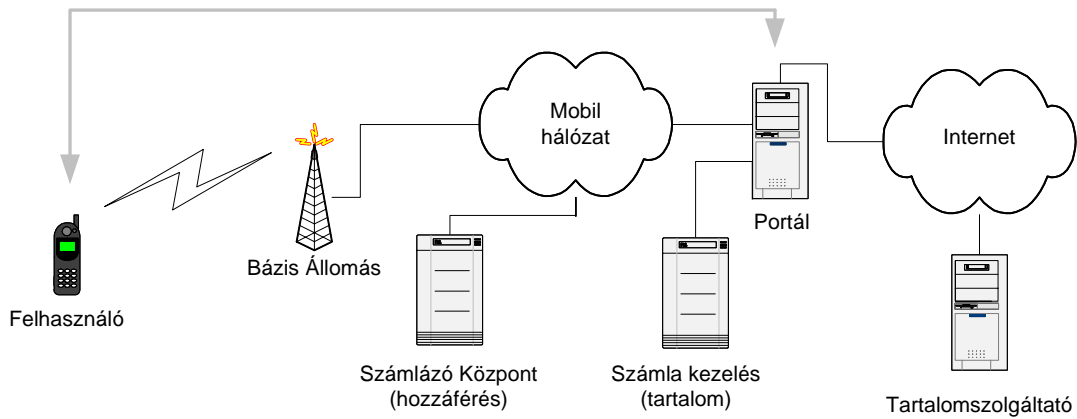 Mobil
hálózat
Internet
Portál
Bázis Állomás
Felhasználó
Számlázó Központ
(hozzáférés)
Számla kezelés
(tartalom)
Tartalomszolgáltató